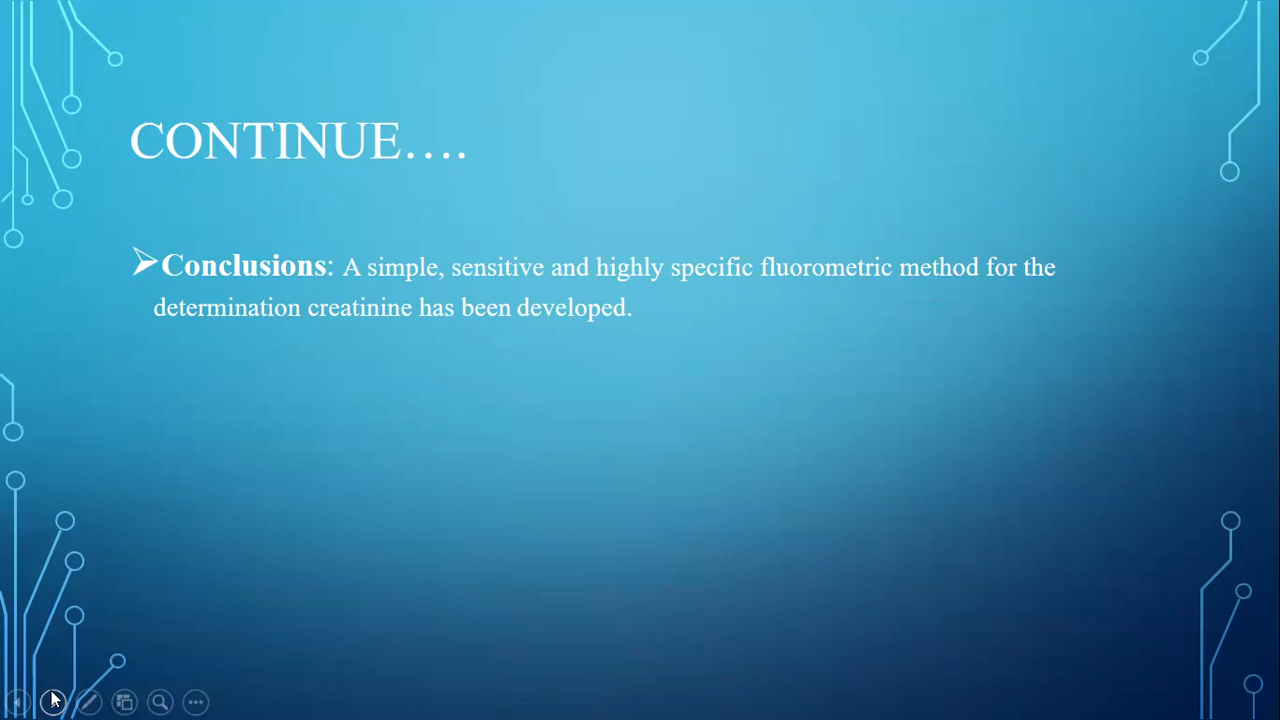 CONTINUE....
Conclusions: A simple, sensitive and highly specific fluorometric method for the
determination creatinine has been developed.